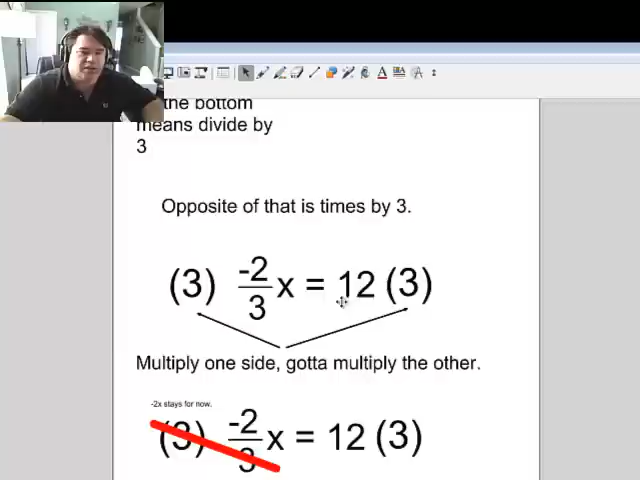 the bottom
means divide by
3
Opposite of that is times by 3.
(3) -2/3 x = 12 (3)
Multiply one side, gotta multiply the other.
-2x stays for now.
(3) -2/3 x = 12 (3)